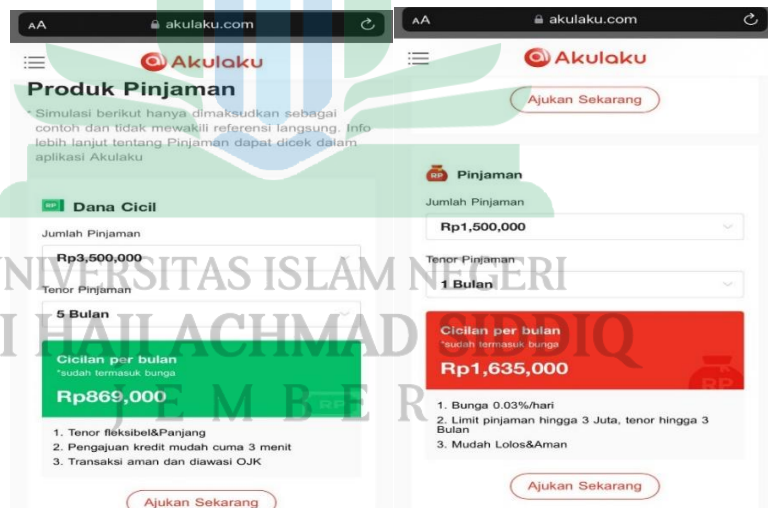 AA akulaku.com
Akulaku
Produk Pinjaman
* Simulasi berikut hanya dimaksudkan sebagai
contoh dan tidak mewakili referensi langsung. Info
lebih lanjut tentang Pinjaman dapat dicek dalam
aplikasi Akulaku
RP Dana Cicil
Jumlah Pinjaman
Rp3,500,000
Tenor Pinjaman
5 Bulan
Cicilan per bulan
*sudah termasuk bunga
Rp869,000
RP
1. Tenor fleksibel&Panjang
2. Pengajuan kredit mudah cuma 3 menit
3. Transaksi aman dan diawasi OJK
Ajukan Sekarang
AA akulaku.com
Akulaku
Ajukan Sekarang
RP Pinjaman
Jumlah Pinjaman
Rp1,500,000
Tenor Pinjaman
1 Bulan
Cicilan per bulan
*sudah termasuk bunga
Rp1,635,000
RP
1. Bunga 0.03%/hari
2. Limit pinjaman hingga 3 Juta, tenor hingga 3
Bulan
3. Mudah Lolos&Aman
Ajukan Sekarang
UNIVERSITAS ISLAM NEGERI
I HAJI ACHMAD SIDDIQ
JEMBER